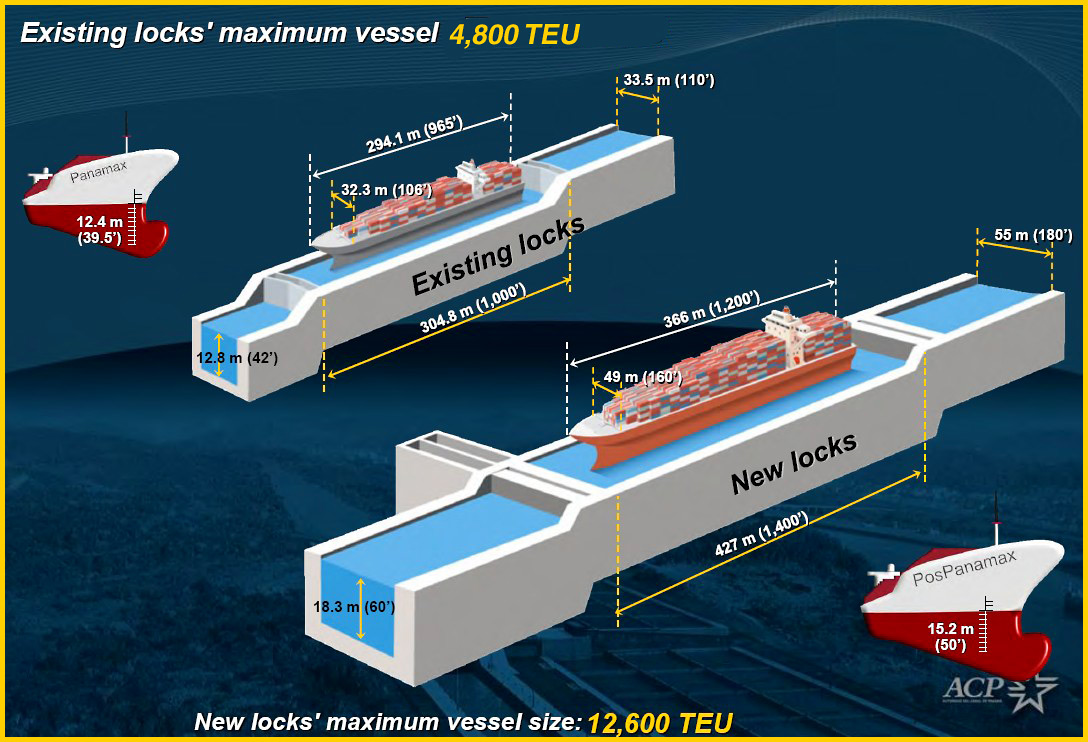 Existing locks' maximum vessel 4,800 TEU
33.5 m (110')
294.1 m (965')
Panamax
32.3 m (106')
12.4 m
(39.5')
Existing locks
55 m (180')
304.8 m (1,000')
366 m (1,200')
12.8 m (42')
49 m (160')
New locks
427 m (1,400')
PosPanamax
18.3 m (60')
15.2 m
(50')
ACP
New locks' maximum vessel size: 12,600 TEU